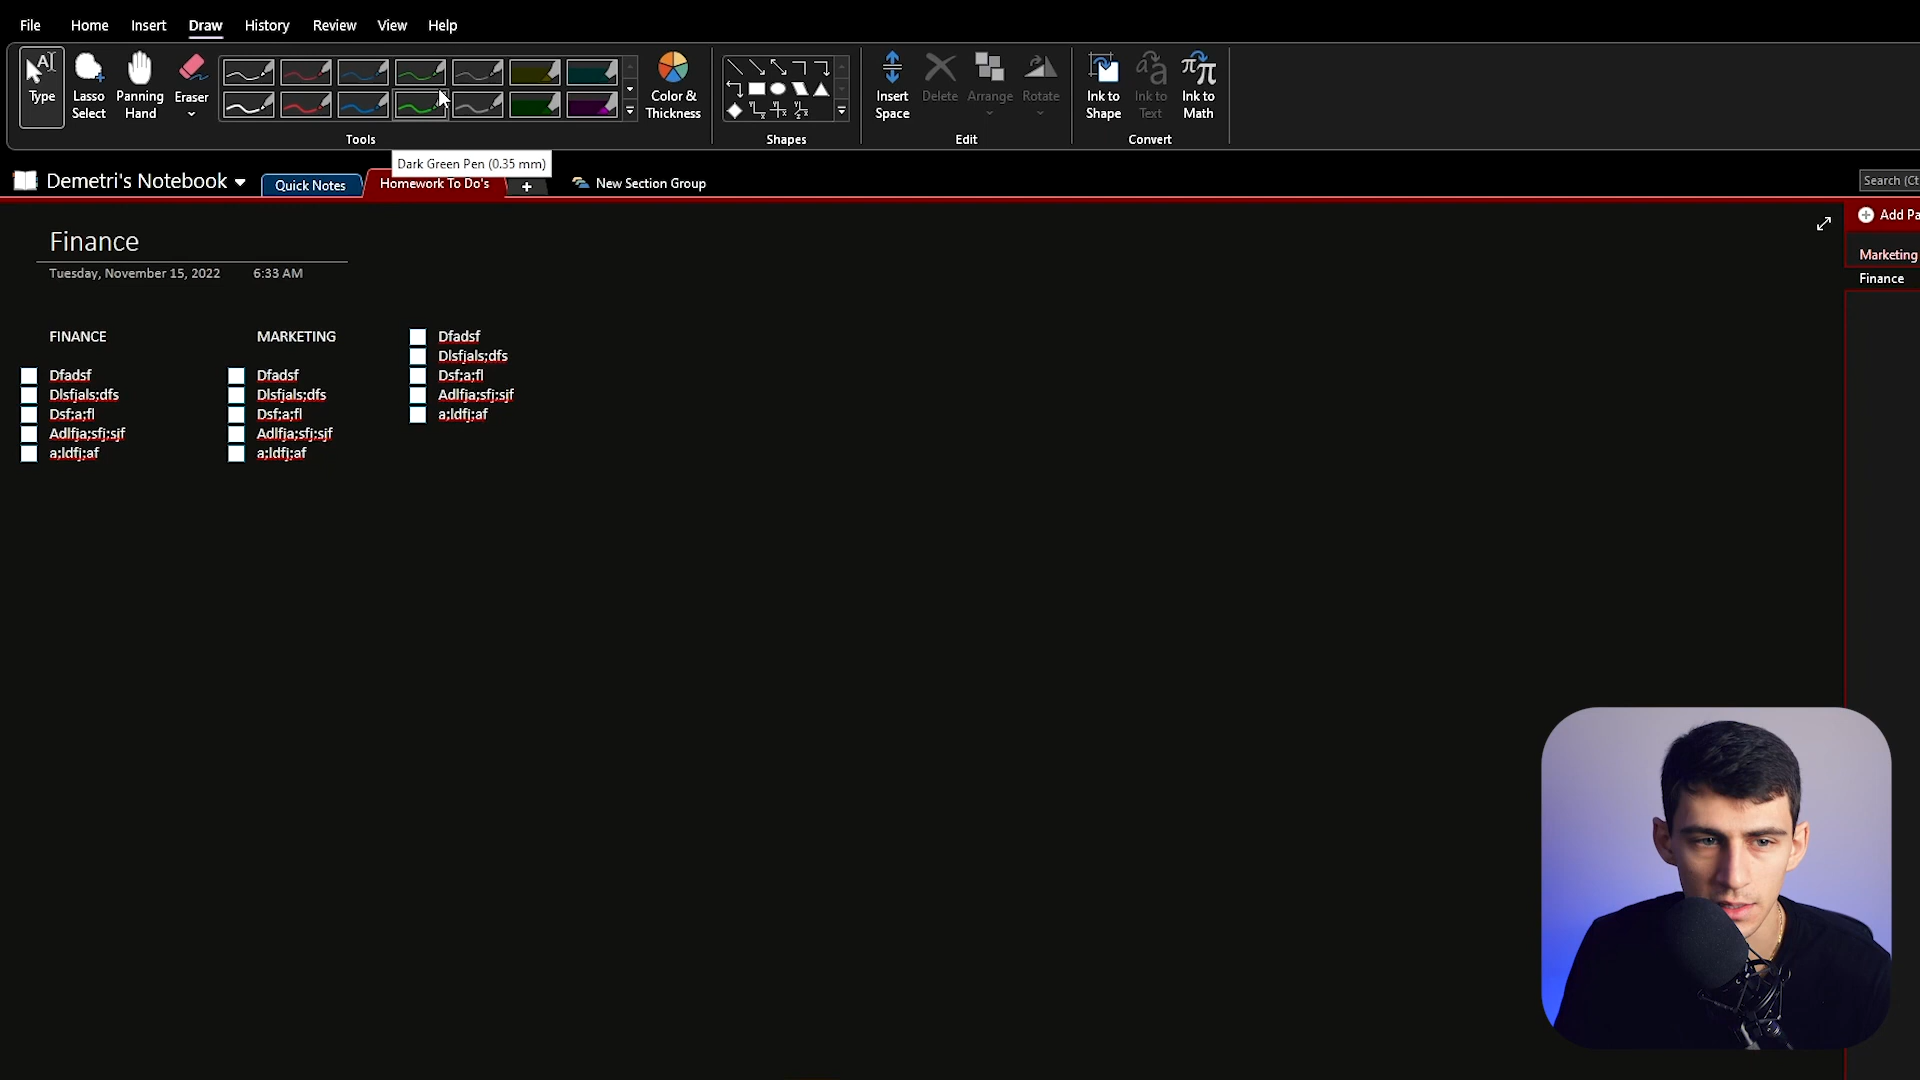 File Home Insert Draw History Review View Help
Type
Lasso Select
Panning Hand
Eraser
Color & Thickness
Insert Space
Delete
Arrange
Rotate
Ink to Shape
Ink to Text
Ink to Math
Tools Shapes Edit Convert
Dark Green Pen (0.35 mm)
Demetri's Notebook Quick Notes Homework To Do's + New Section Group Search (Ct
Add Pa
Marketing
Finance
Finance
Tuesday, November 15, 2022 6:33 AM
FINANCE
Dfadsf
Dlsfjals;dfs
Dsf;a;fl
Adlfja;sfj;sjf
a;ldfj;af
MARKETING
Dfadsf
Dlsfjals;dfs
Dsf;a;fl
Adlfja;sfj;sjf
a;ldfj;af
Dfadsf
Dlsfjals;dfs
Dsf;a;fl
Adlfja;sfj;sjf
a;ldfj;af